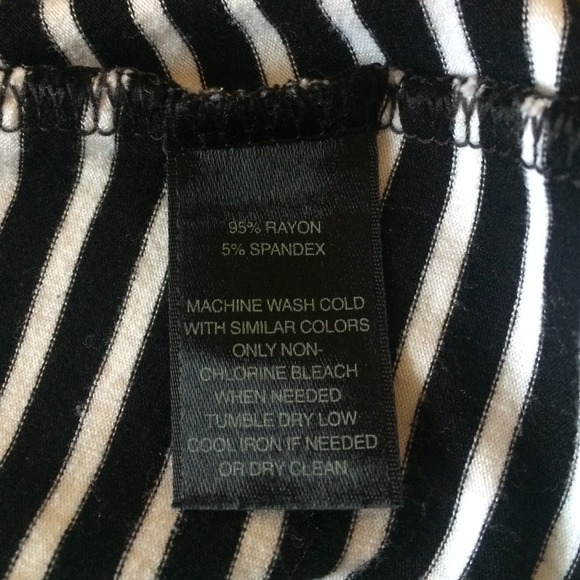 95% RAYON
5% SPANDEX
MACHINE WASH COLD
WITH SIMILAR COLORS
ONLY NON-
CHLORINE BLEACH
WHEN NEEDED
TUMBLE DRY LOW
COOL IRON IF NEEDED
OR DRY CLEAN